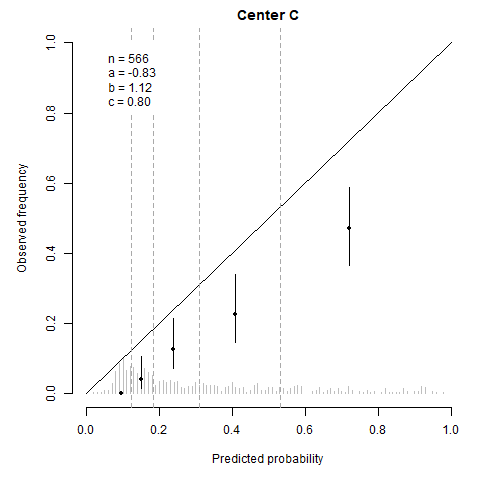 Center C
n = 566
a = -0.83
b = 1.12
c = 0.80
Observed frequency
1.0
0.8
0.6
0.4
0.2
0.0
0.0 0.2 0.4 0.6 0.8 1.0
Predicted probability